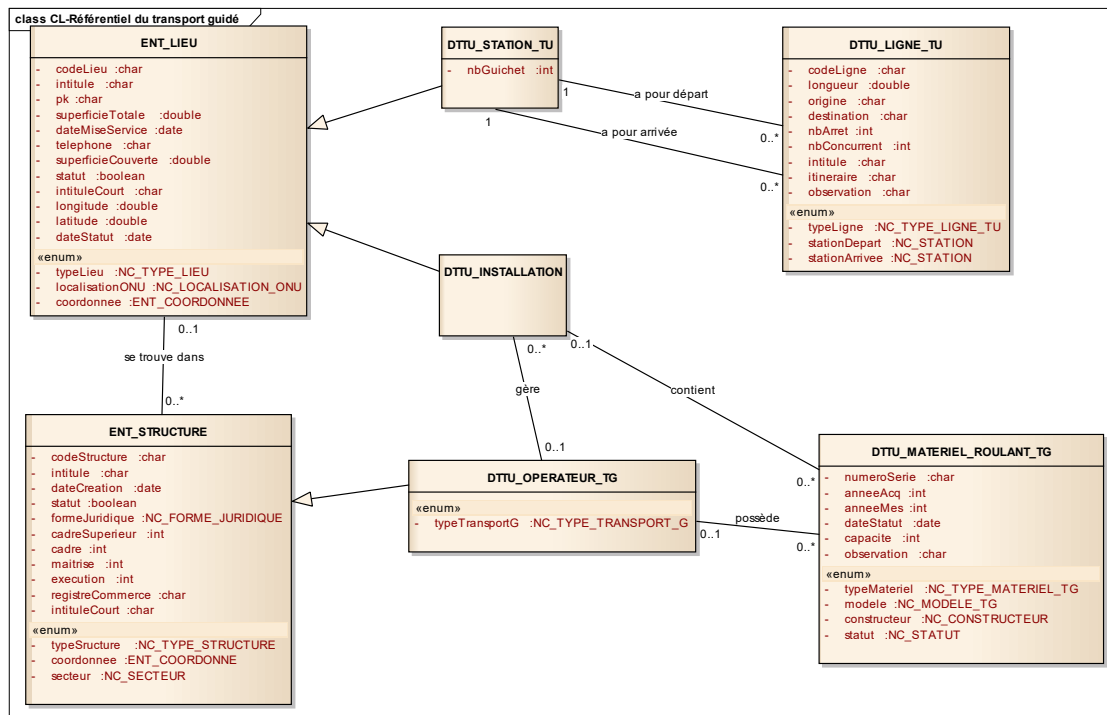 class CL-Référentiel du transport guidé
ENT_LIEU
- codeLieu :char
- intitule :char
- pk :char
- superficieTotale :double
- dateMiseService :date
- telephone :char
- superficieCouverte :double
- statut :boolean
- intituleCourt :char
- longitude :double
- latitude :double
- dateStatut :date
«enum»
- typeLieu :NC_TYPE_LIEU
- localisationONU :NC_LOCALISATION_ONU
- coordonnee :ENT_COORDONNEE
DTTU_STATION_TU
- nbGuichet :int
DTTU_LIGNE_TU
- codeLigne :char
- longueur :double
- origine :char
- destination :char
- nbArret :int
- nbConcurrent :int
- intitule :char
- itineraire :char
- observation :char
«enum»
- typeLigne :NC_TYPE_LIGNE_TU
- stationDepart :NC_STATION
- stationArrivee :NC_STATION
1
a pour départ
0..*
1
a pour arrivée
0..*
DTTU_INSTALLATION
0..1
se trouve dans
0..*
0..*
gère
0..1
0..1
contient
0..*
ENT_STRUCTURE
- codeStructure :char
- intitule :char
- dateCreation :date
- statut :boolean
- formeJuridique :NC_FORME_JURIDIQUE
- cadreSuperieur :int
- cadre :int
- maitrise :int
- execution :int
- registreCommerce :char
- intituleCourt :char
«enum»
- typeSructure :NC_TYPE_STRUCTURE
- coordonnee :ENT_COORDONNE
- secteur :NC_SECTEUR
DTTU_OPERATEUR_TG
«enum»
- typeTransportG :NC_TYPE_TRANSPORT_G
0..1
possède
0..*
DTTU_MATERIEL_ROULANT_TG
- numeroSerie :char
- anneeAcq :int
- anneeMes :int
- dateStatut :date
- capacite :int
- observation :char
«enum»
- typeMateriel :NC_TYPE_MATERIEL_TG
- modele :NC_MODELE_TG
- constructeur :NC_CONSTRUCTEUR
- statut :NC_STATUT